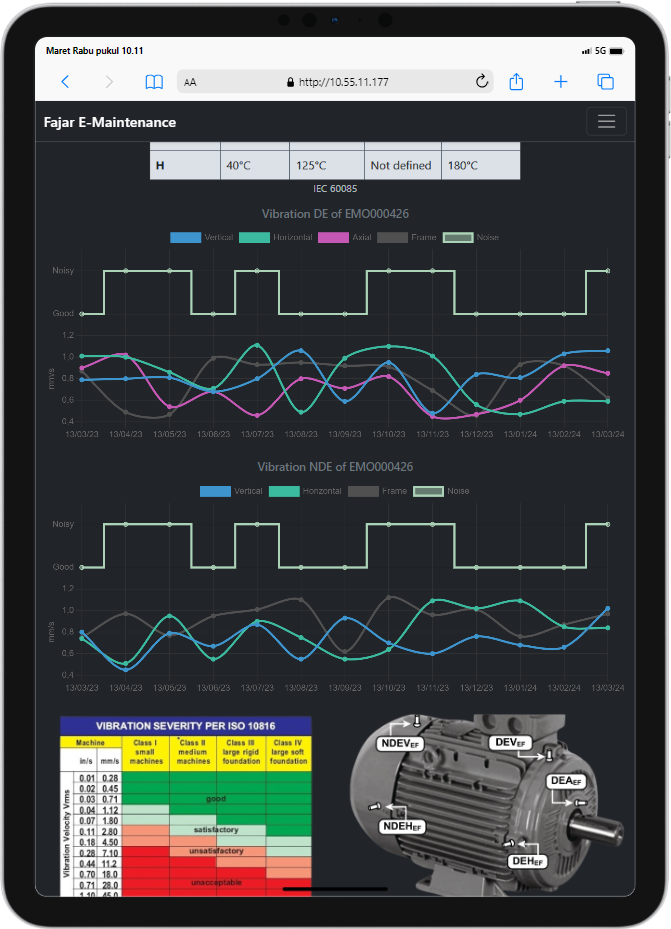 Maret Rabu pukul 10.11
5G
AA
http://10.55.11.177
Fajar E-Maintenance
H 40°C 125°C Not defined 180°C
IEC 60085
Vibration DE of EMO000426
Vertical Horizontal Axial Frame Noise
Noisy
Good
1.2
1.0
0.8
0.6
0.4
mm/s
13/03/23 13/04/23 13/05/23 13/06/23 13/07/23 13/08/23 13/09/23 13/10/23 13/11/23 13/12/23 13/01/24 13/02/24 13/03/24
Vibration NDE of EMO000426
Vertical Horizontal Frame Noise
Noisy
Good
1.2
1.0
0.8
0.6
0.4
mm/s
13/03/23 13/04/23 13/05/23 13/06/23 13/07/23 13/08/23 13/09/23 13/10/23 13/11/23 13/12/23 13/01/24 13/02/24 13/03/24
VIBRATION SEVERITY PER ISO 10816
Machine Class I small machines Class II medium machines Class III large rigid foundation Class IV large soft foundation
in/s mm/s
Vibration Velocity Vrms
0.01 0.28
0.02 0.45
0.03 0.71 good
0.04 1.12
0.07 1.80
0.11 2.80 satisfactory
0.18 4.50
0.28 7.10 unsatisfactory
0.44 11.2
0.70 18.0
0.71 28.0 unacceptable
1.10 45.0
NDEVEF
DEVEF
DEAEF
NDEHEF
DEHEF